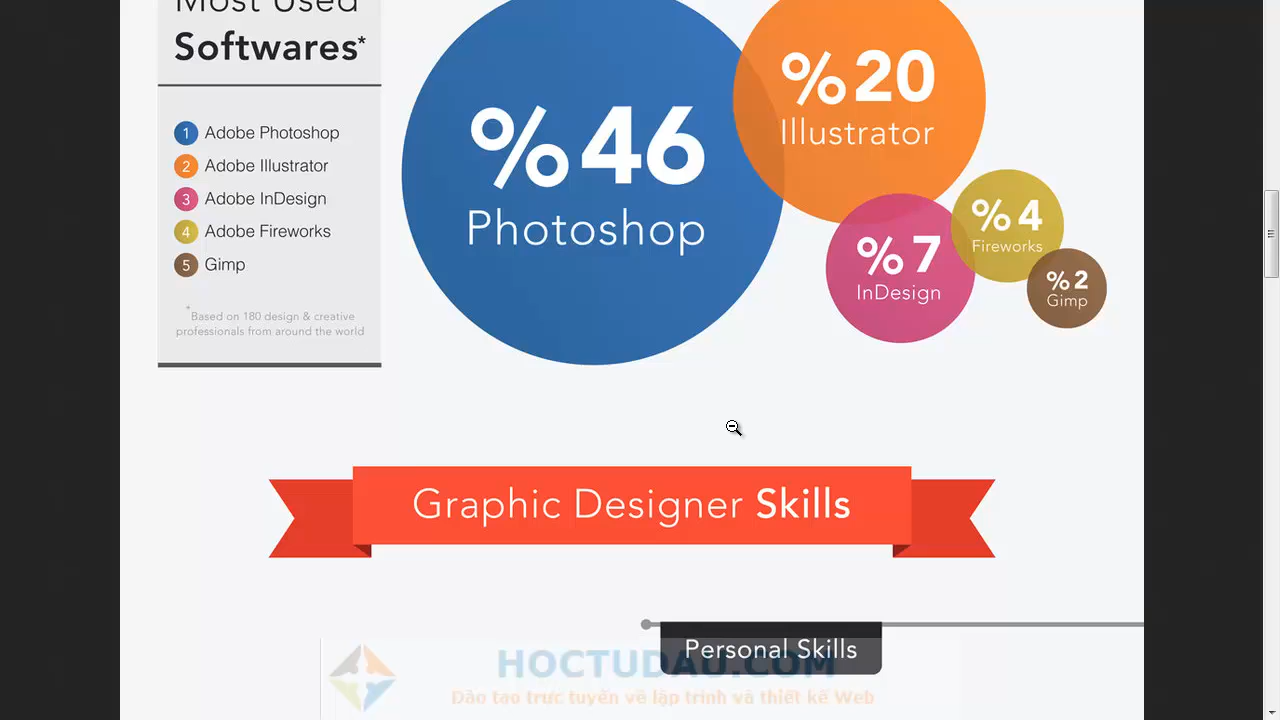 Most Used
Softwares*
1 Adobe Photoshop
2 Adobe Illustrator
3 Adobe InDesign
4 Adobe Fireworks
5 Gimp
*Based on 180 design & creative
professionals from around the world
%46
Photoshop
%20
Illustrator
%7
InDesign
%4
Fireworks
%2
Gimp
Graphic Designer Skills
Personal Skills
HOCTUDAU.COM
Đào tạo trực tuyến về lập trình và thiết kế Web